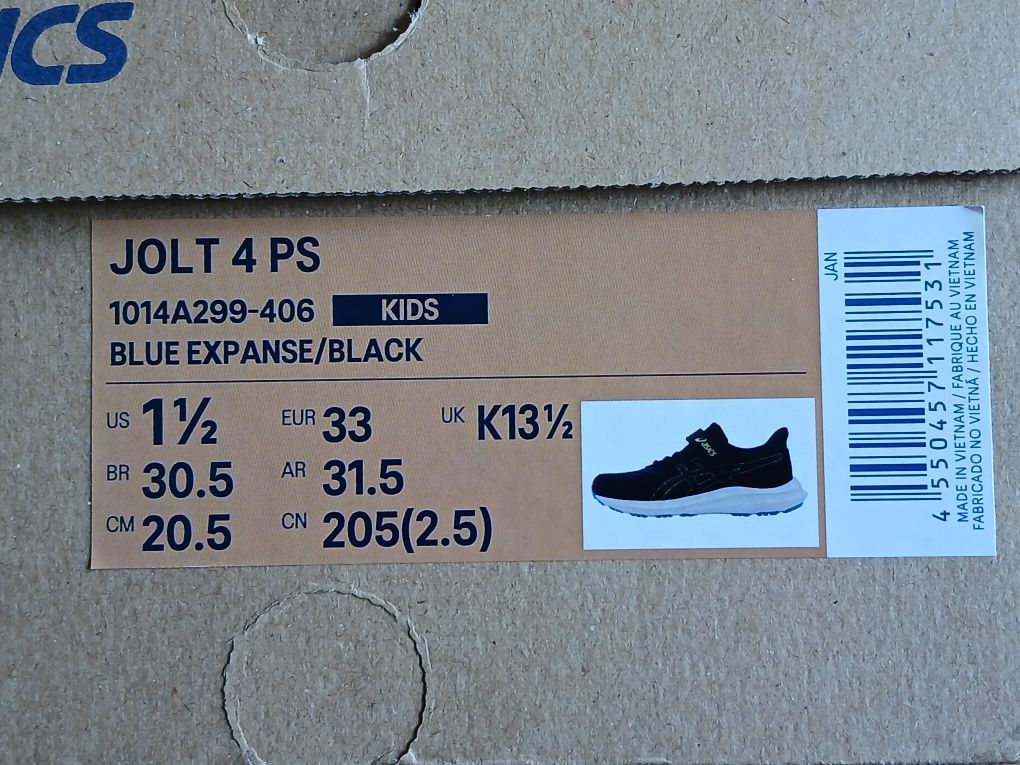 ICS
JOLT 4 PS
1014A299-406 KIDS
BLUE EXPANSE/BLACK
US 1½ EUR 33 UK K13½
BR 30.5 AR 31.5
CM 20.5 CN 205(2.5)
asics
JAN
4 550457 117531
MADE IN VIETNAM / FABRIQUE AU VIETNAM
FABRICADO NO VIETNÃ / HECHO EN VIETNAM